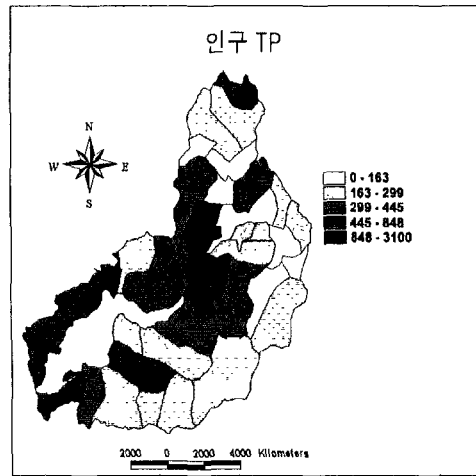 인구 TP
N
W E
S
0 - 163
163 - 299
299 - 445
445 - 848
848 - 3100
2000 0 2000 4000 Kilometers